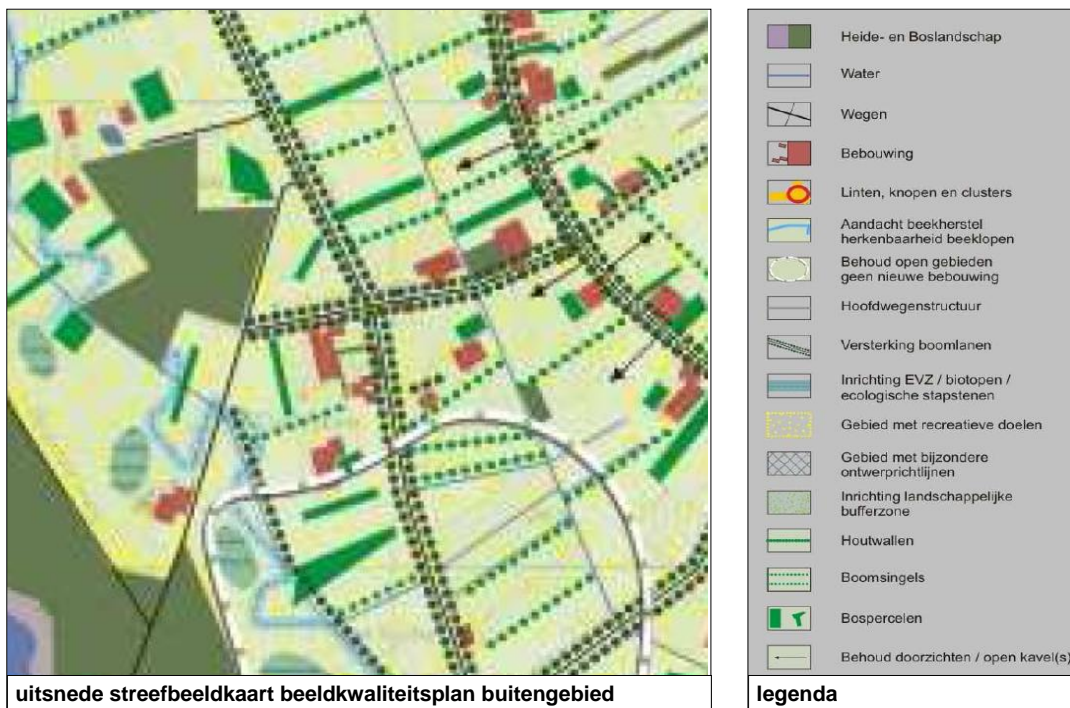 Heide- en Boslandschap
Water
Wegen
Bebouwing
Linten, knopen en clusters
Aandacht beekherstel
herkenbaarheid beeklopen
Behoud open gebieden
geen nieuwe bebouwing
Hoofdwegenstructuur
Versterking boomlanen
Inrichting EVZ / biotopen /
ecologische stapstenen
Gebied met recreatieve doelen
Gebied met bijzondere
ontwerprichtlijnen
Inrichting landschappelijke
bufferzone
Houtwallen
Boomsingels
Bospercelen
Behoud doorzichten / open kavel(s)
uitsnede streefbeeldkaart beeldkwaliteitsplan buitengebied
legenda